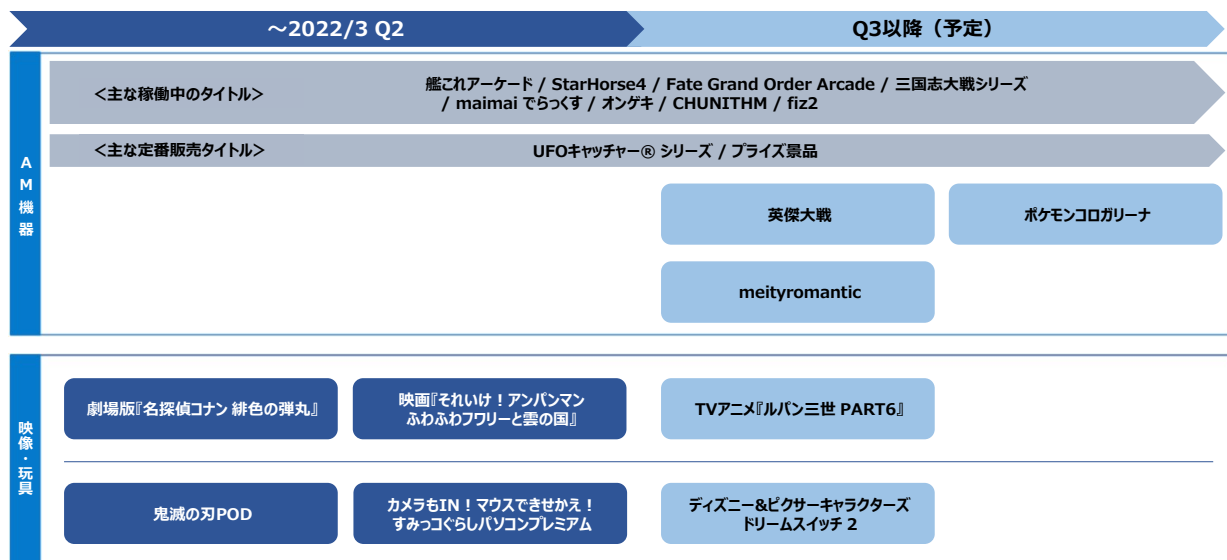 ～2022/3 Q2
Q3以降（予定）
AM機器
＜主な稼働中のタイトル＞
艦これアーケード / StarHorse4 / Fate Grand Order Arcade / 三国志大戦シリーズ
/ maimai でらっくす / オンゲキ / CHUNITHM / fiz2
＜主な定番販売タイトル＞
UFOキャッチャー® シリーズ / プライズ景品
英傑大戦
ポケモンコロガリーナ
meityromantic
映像・玩具
劇場版『名探偵コナン 緋色の弾丸』
映画『それいけ！アンパンマン
ふわふわフワリーと雲の国』
TVアニメ『ルパン三世 PART6』
鬼滅の刃POD
カメラもIN！マウスできせかえ！
すみっコぐらしパソコンプレミアム
ディズニー&ピクサーキャラクターズ
ドリームスイッチ 2